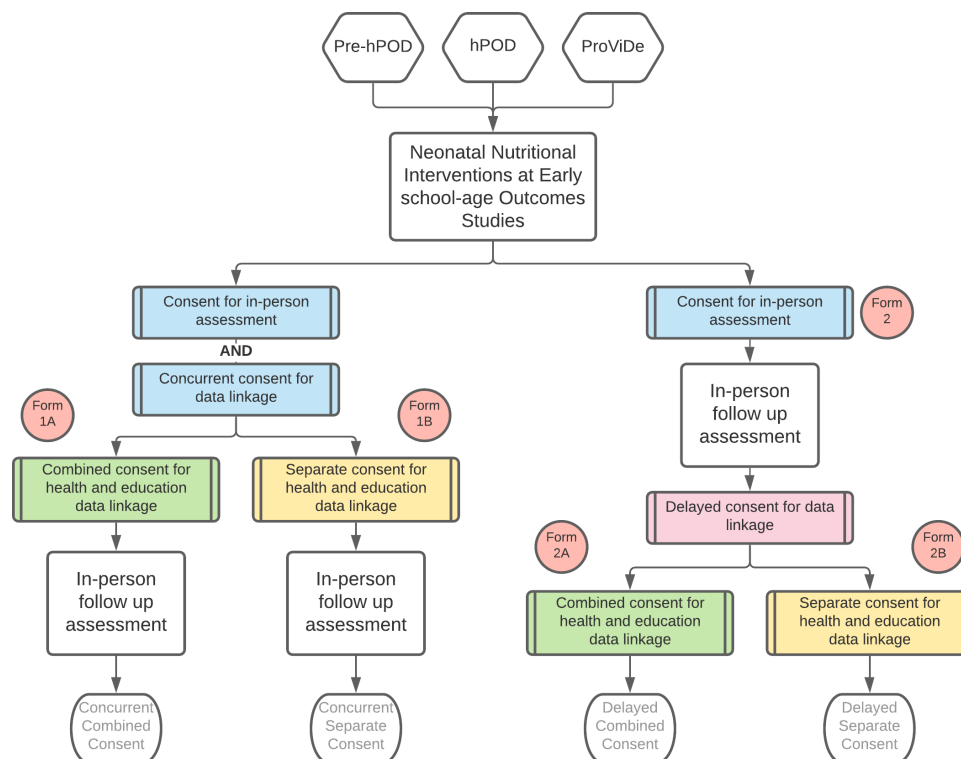 Pre-hPOD
hPOD
ProViDe
Neonatal Nutritional
Interventions at Early
school-age Outcomes
Studies
Consent for in-person
assessment
AND
Concurrent consent for
data linkage
Form
1A
Form
1B
Combined consent for
health and education
data linkage
Separate consent for
health and education
data linkage
In-person
follow up
assessment
In-person
follow up
assessment
Concurrent
Combined
Consent
Concurrent
Separate
Consent
Consent for in-person
assessment
Form
2
In-person
follow up
assessment
Delayed consent for data
linkage
Form
2A
Form
2B
Combined consent for
health and education
data linkage
Separate consent for
health and education
data linkage
Delayed
Combined
Consent
Delayed
Separate
Consent